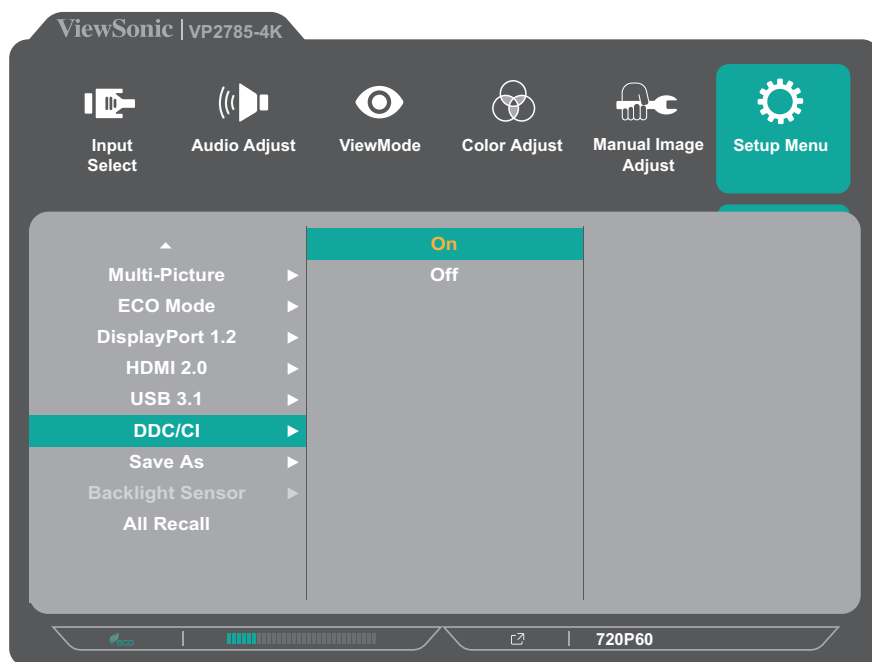 ViewSonic | VP2785-4K
Input Select
Audio Adjust
ViewMode
Color Adjust
Manual Image Adjust
Setup Menu
Multi-Picture
ECO Mode
DisplayPort 1.2
HDMI 2.0
USB 3.1
DDC/CI
Save As
Backlight Sensor
All Recall
On
Off
eco
720P60